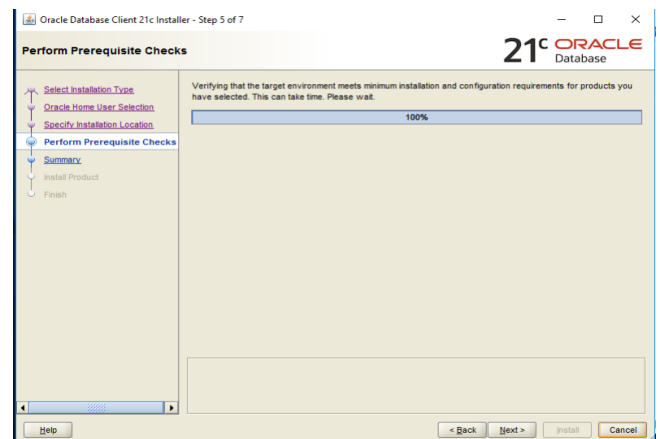 Oracle Database Client 21c Installer - Step 5 of 7
Perform Prerequisite Checks
21c ORACLE
Database
Select Installation Type
Oracle Home User Selection
Specify Installation Location
Perform Prerequisite Checks
Summary
Install Product
Finish
Verifying that the target environment meets minimum installation and configuration requirements for products you
have selected. This can take time. Please wait.
100%
Help
< Back
Next >
Install
Cancel